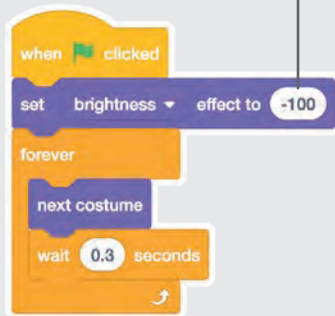 when clicked
set brightness effect to -100
forever
next costume
wait 0.3 seconds